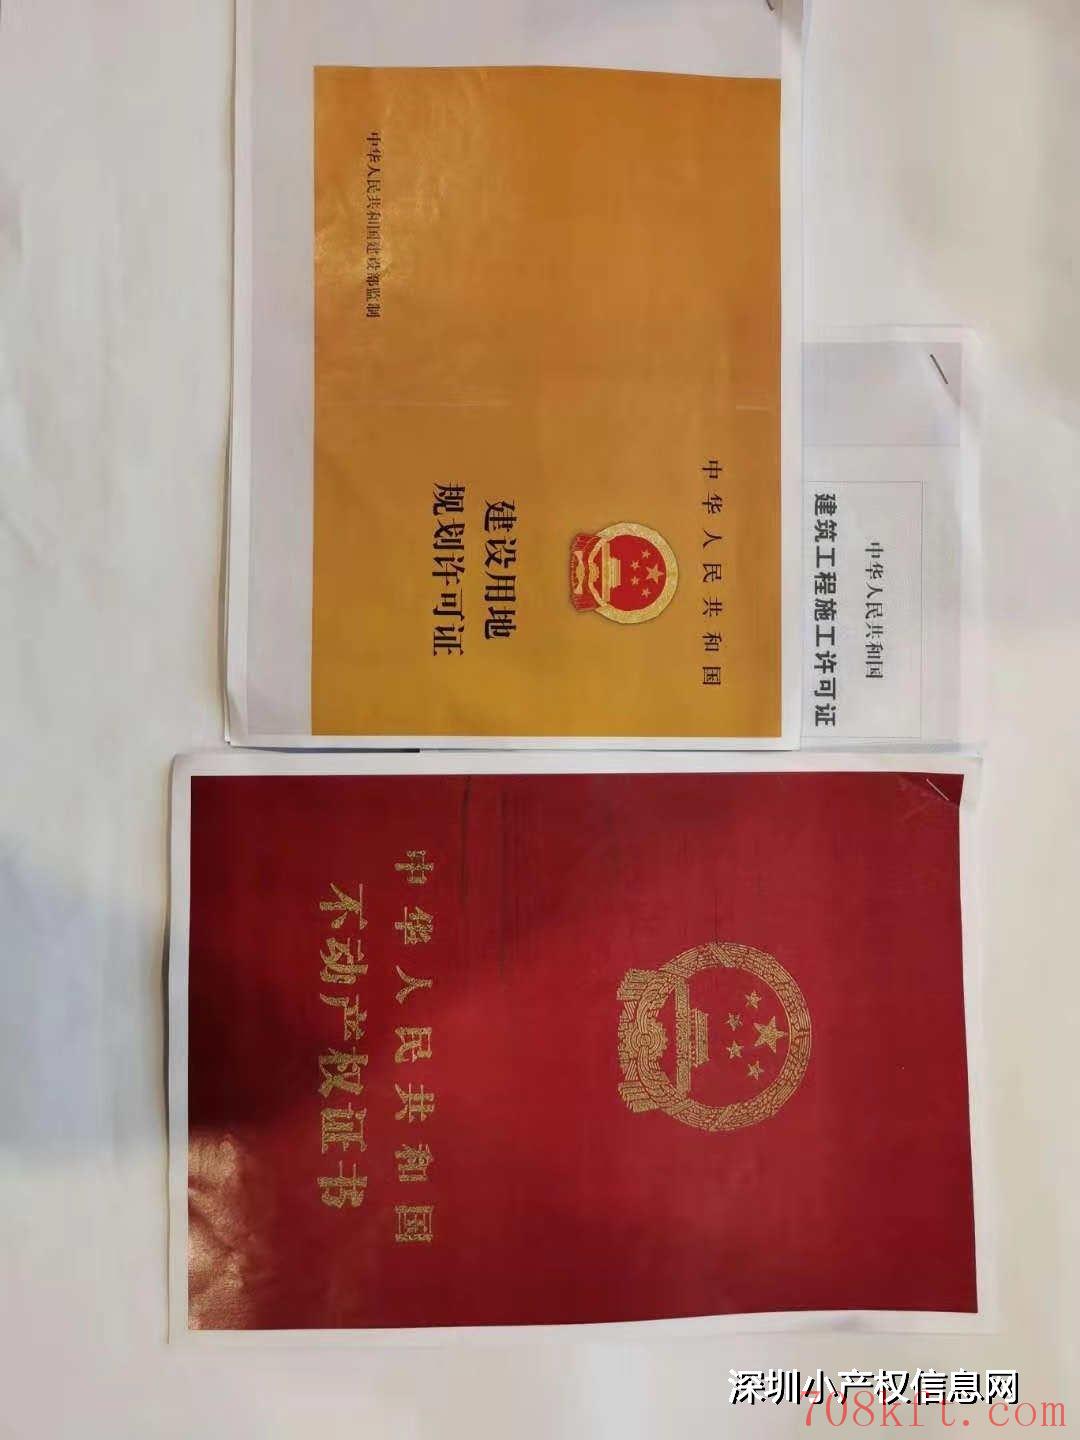 中华人民共和国
建设用地
规划许可证
中华人民共和国建设部监制
中华人民共和国
建筑工程施工许可证
中华人民共和国
不动产权证书
深圳小产权信息网
708kft.com